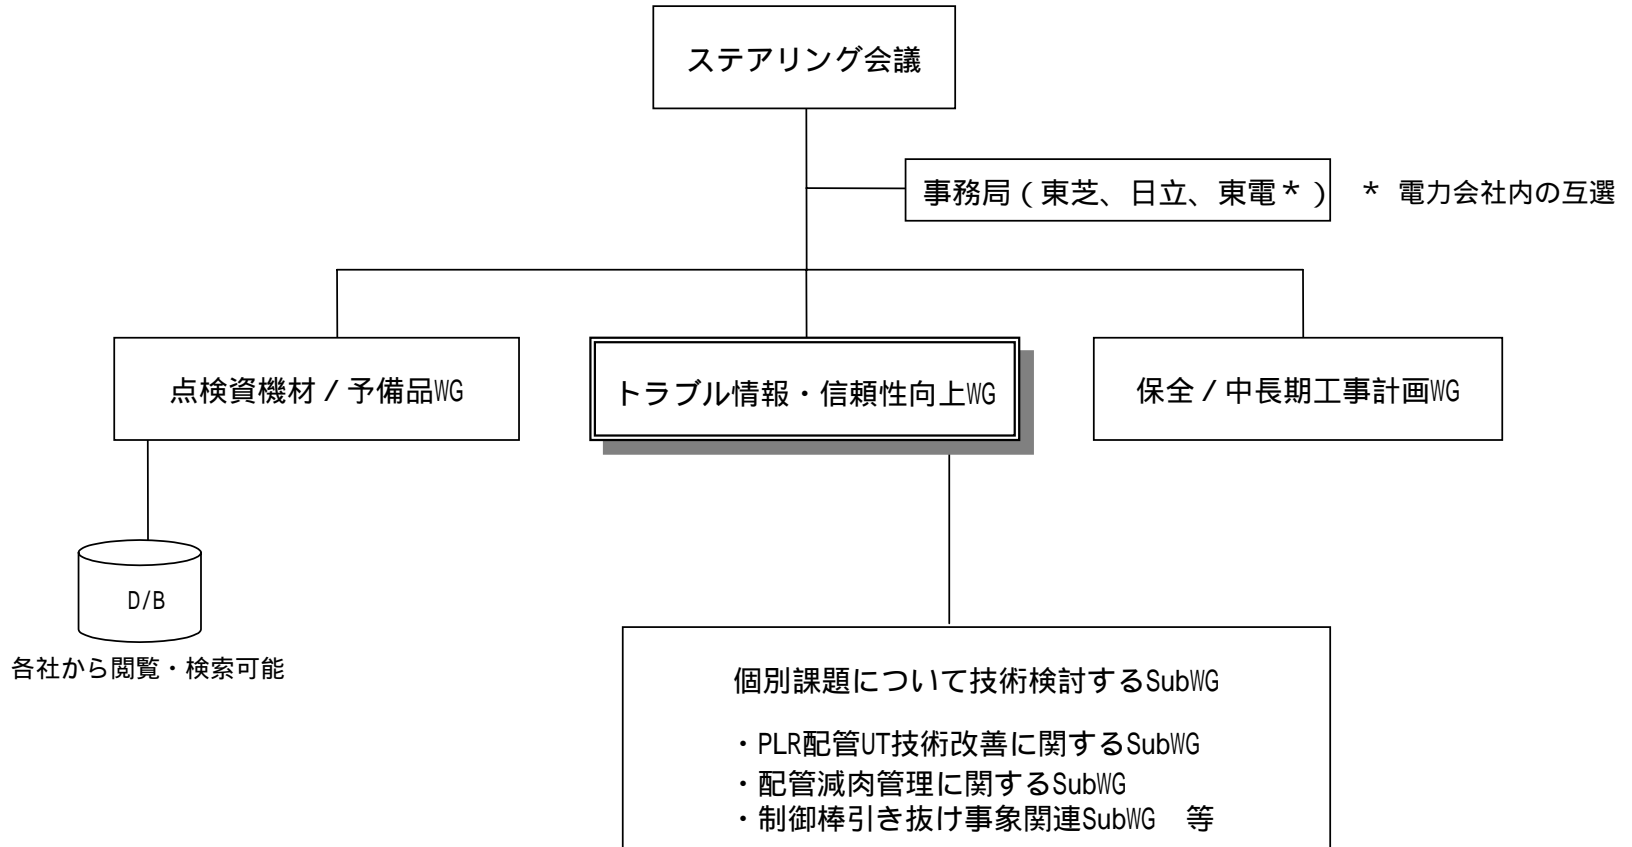 ステアリング会議
事務局(東芝、日立、東電*) * 電力会社内の互選
点検資機材/予備品WG
トラブル情報・信頼性向上WG
保全/中長期工事計画WG
D/B
各社から閲覧・検索可能
個別課題について技術検討するSubWG
・PLR配管UT技術改善に関するSubWG
・配管減肉管理に関するSubWG
・制御棒引き抜け事象関連SubWG 等